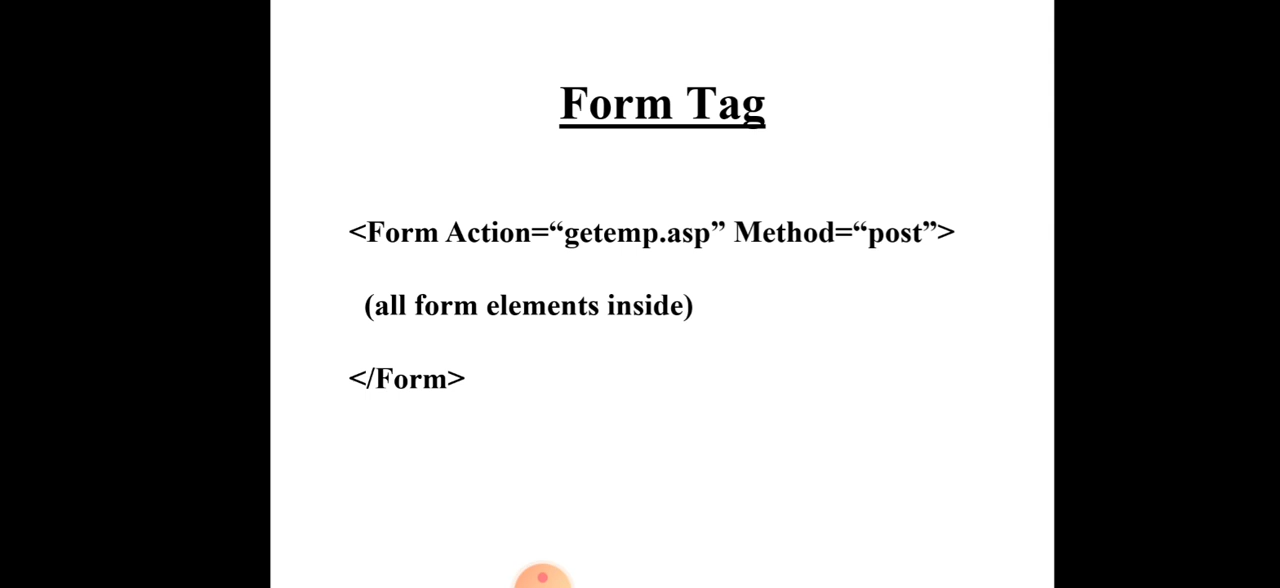 Form Tag
<Form Action=“getemp.asp” Method=“post”>
(all form elements inside)
</Form>